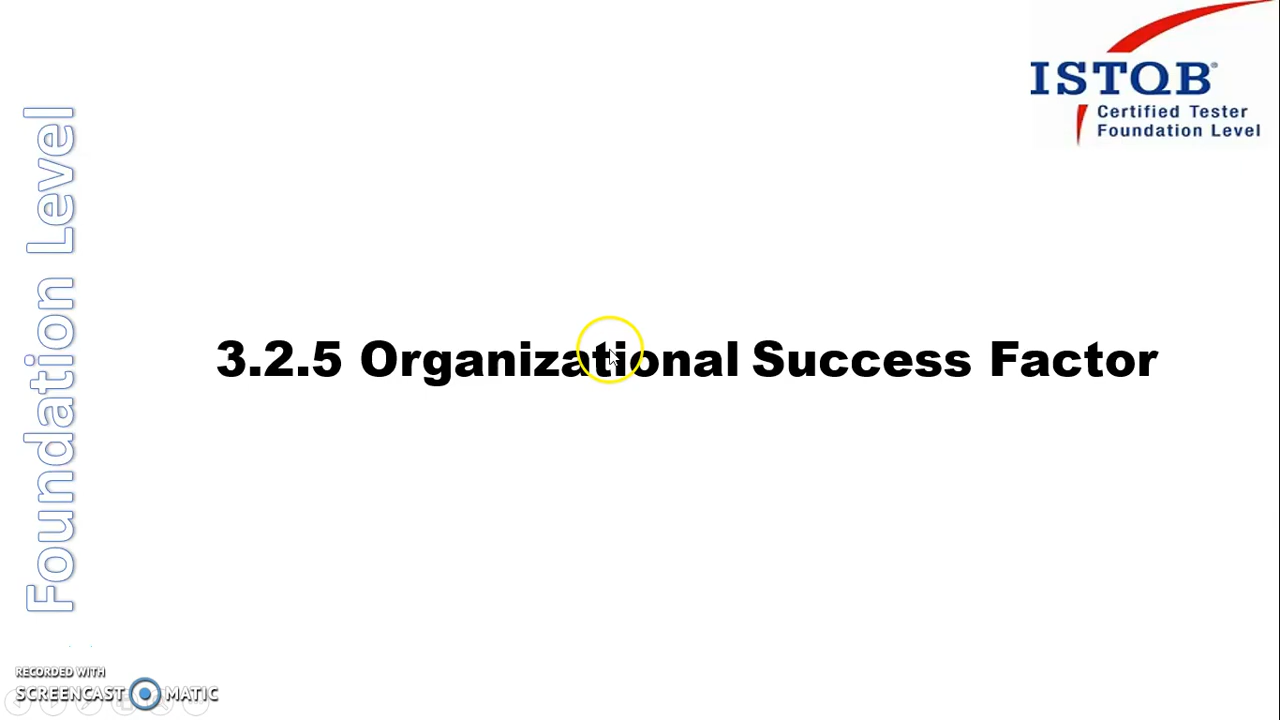 ISTQB®
Certified Tester
Foundation Level
Foundation Level
3.2.5 Organizational Success Factor
RECORDED WITH
SCREENCAST MATIC